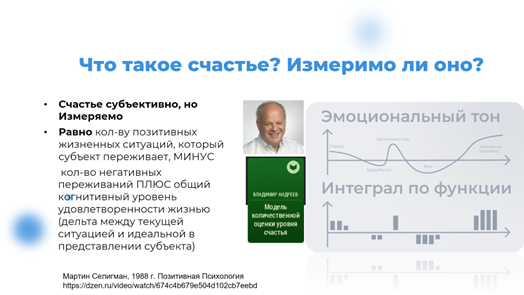 Что такое счастье? Измеримо ли оно?
• Счастье субъективно, но
Измеряемо
• Равно кол-ву позитивных
жизненных ситуаций, который
субъект переживает, МИНУС
кол-во негативных
переживаний ПЛЮС общий
когнитивный уровень
удовлетворенности жизнью
(дельта между текущей
ситуацией и идеальной в
представлении субъекта)
ВЛАДИМИР АНДРЕЕВ
Модель
количественной
оценки уровня
счастья
Эмоциональный тон
Интеграл по функции
Мартин Селигман, 1988 г. Позитивная Психология
https://dzen.ru/video/watch/674c4b679e504d102cb7eebd